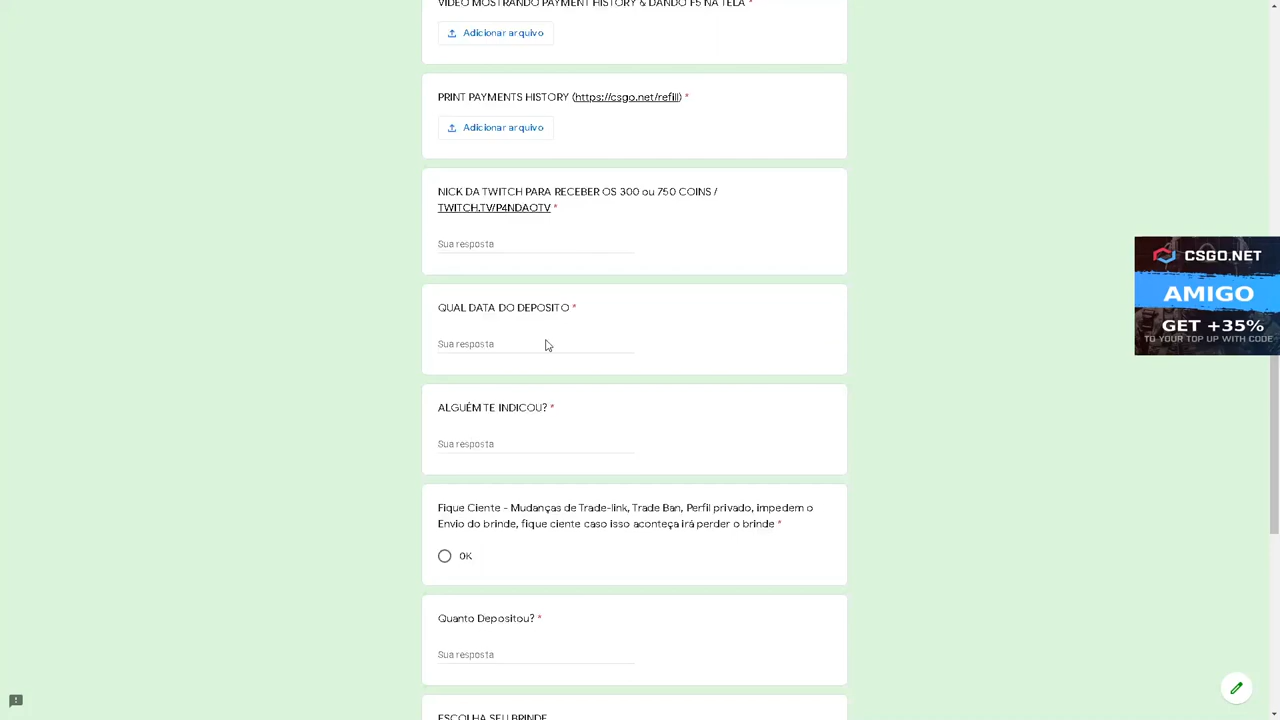 VIDEO MOSTRANDO PAYMENT HISTORY & DANDO F5 NA TELA *
Adicionar arquivo
PRINT PAYMENTS HISTORY (https://csgo.net/refill) *
Adicionar arquivo
NICK DA TWITCH PARA RECEBER OS 300 ou 750 COINS /
TWITCH.TV/P4NDAOTV *
Sua resposta
QUAL DATA DO DEPOSITO *
Sua resposta
ALGUÉM TE INDICOU? *
Sua resposta
Fique Ciente - Mudanças de Trade-link, Trade Ban, Perfil privado, impedem o
Envio do brinde, fique ciente caso isso aconteça irá perder o brinde *
OK
Quanto Depositou? *
Sua resposta
ESCOLHA SEU BRINDE
CSGO.NET
AMIGO
GET +35%
TO YOUR TOP UP WITH CODE